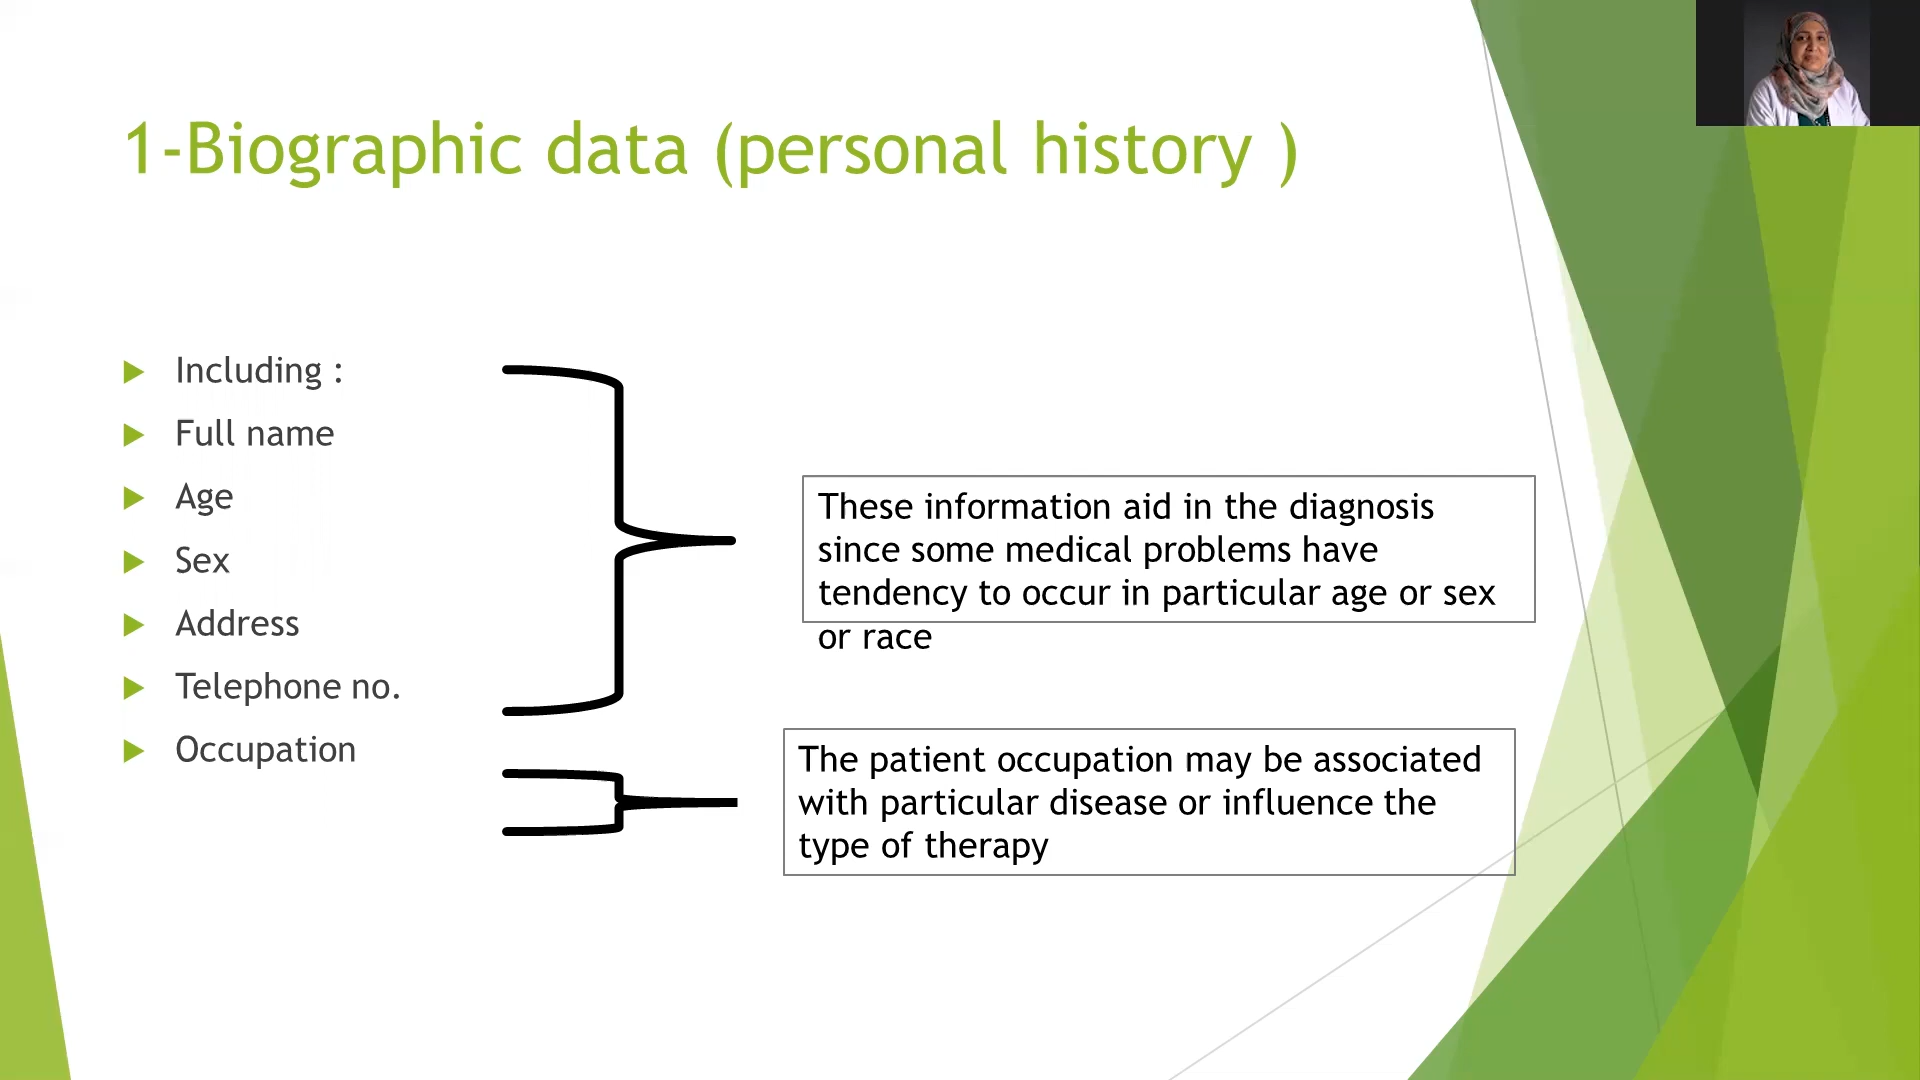 1-Biographic data (personal history )
Including :
Full name
Age
Sex
Address
Telephone no.
Occupation
These information aid in the diagnosis
since some medical problems have
tendency to occur in particular age or sex
or race
The patient occupation may be associated
with particular disease or influence the
type of therapy